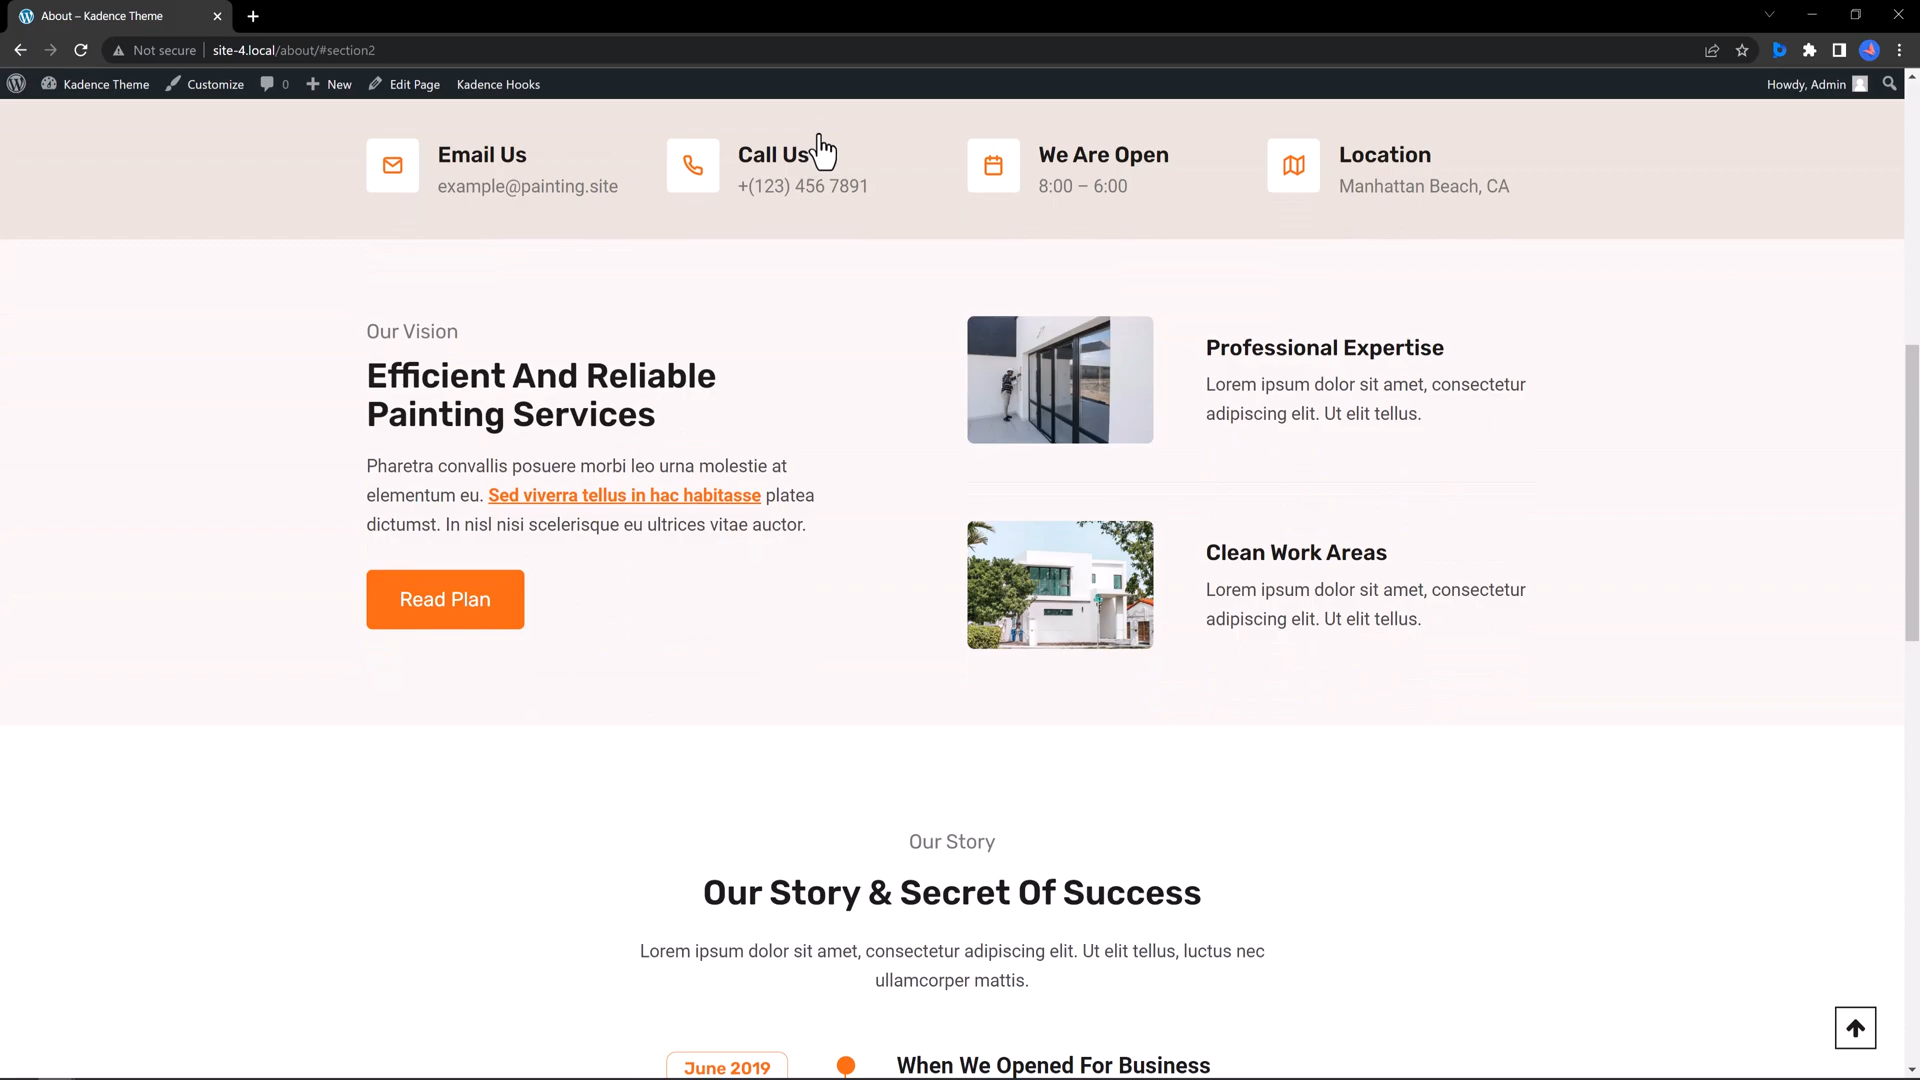 About – Kadence Theme
Not secure site-4.local/about/#section2
Kadence Theme Customize 0 New Edit Page Kadence Hooks Howdy, Admin
Email Us
example@painting.site
Call Us
+(123) 456 7891
We Are Open
8:00 – 6:00
Location
Manhattan Beach, CA
Our Vision
Efficient And Reliable
Painting Services
Pharetra convallis posuere morbi leo urna molestie at
elementum eu. Sed viverra tellus in hac habitasse platea
dictumst. In nisl nisi scelerisque eu ultrices vitae auctor.
Read Plan
Professional Expertise
Lorem ipsum dolor sit amet, consectetur
adipiscing elit. Ut elit tellus.
Clean Work Areas
Lorem ipsum dolor sit amet, consectetur
adipiscing elit. Ut elit tellus.
Our Story
Our Story & Secret Of Success
Lorem ipsum dolor sit amet, consectetur adipiscing elit. Ut elit tellus, luctus nec
ullamcorper mattis.
June 2019
When We Opened For Business